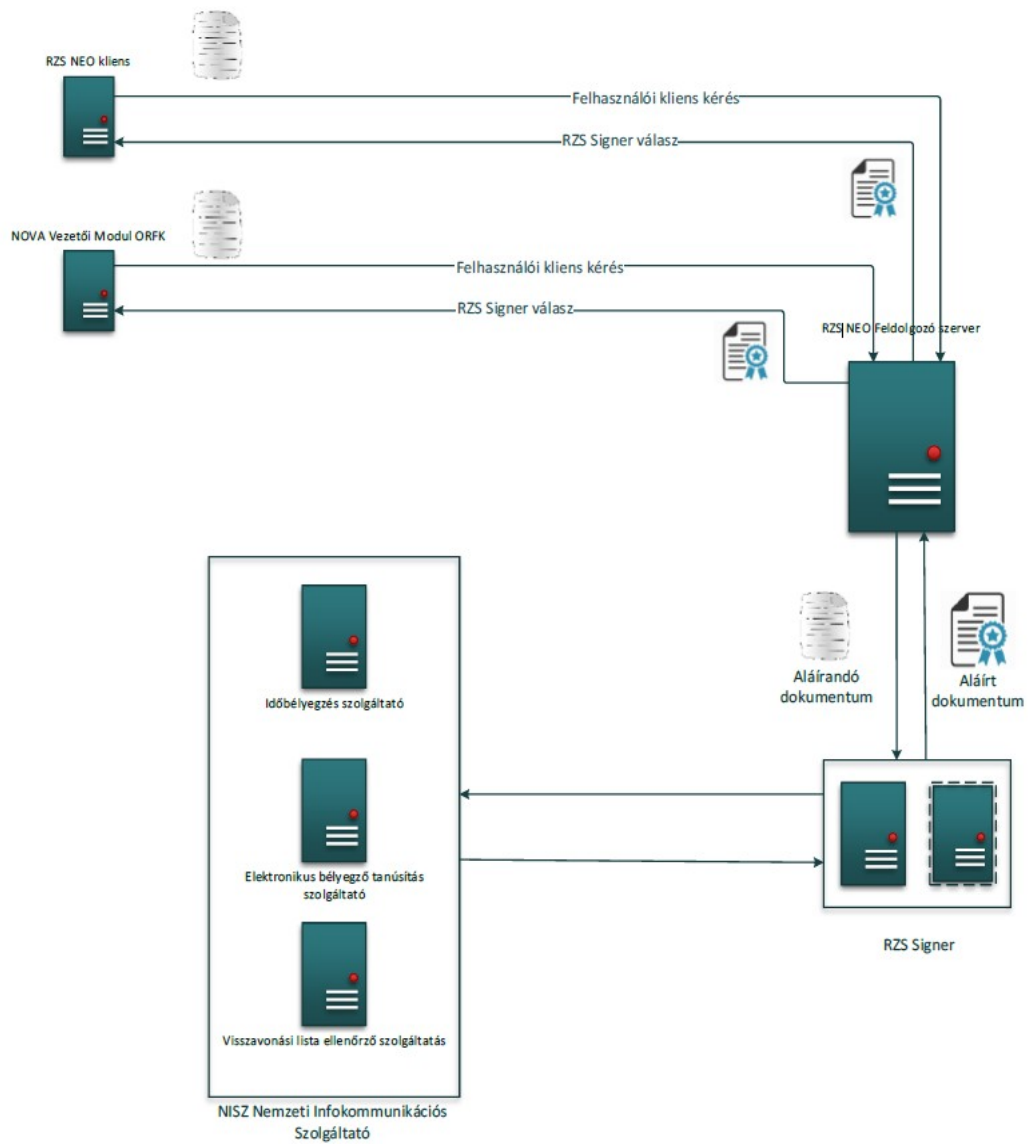 RZS NEO kliens
Felhasználói kliens kérés
RZS Signer válasz
NOVA Vezetői Modul ORFK
Felhasználói kliens kérés
RZS Signer válasz
RZS NEO Feldolgozó szerver
Aláírandó
dokumentum
Aláírt
dokumentum
Időbélyegzés szolgáltató
Elektronikus bélyegző tanúsítás
szolgáltató
Visszavonási lista ellenőrző szolgáltatás
RZS Signer
NISZ Nemzeti Infokommunikációs
Szolgáltató